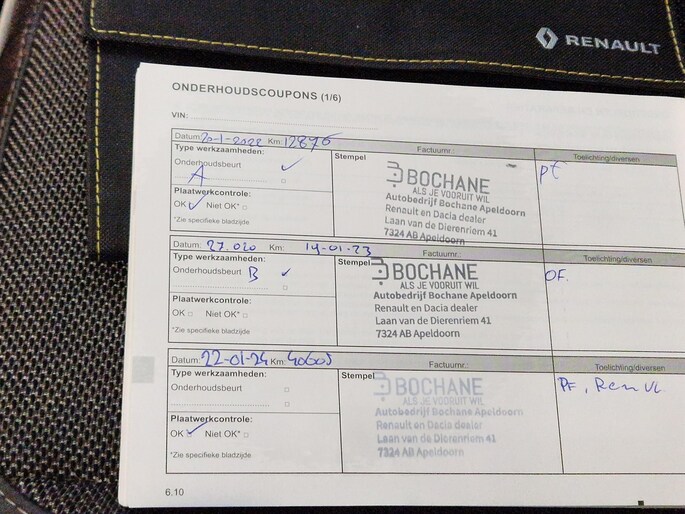 RENAULT
ONDERHOUDSCOUPONS (1/6)
VIN:
Datum: 20-1-2022 Km: 12876 Factuurnr.: Toelichting/diversen
Type werkzaamheden: Stempel
Onderhoudsbeurt ✓
A
Plaatwerkcontrole:
OK ✓ Niet OK* □
*Zie specifieke bladzijde
BOCHANE
ALS JE VOORUIT WIL
Autobedrijf Bochane Apeldoorn
Renault en Dacia dealer
Laan van de Dierenriem 41
7324 AB Apeldoorn
Datum: 27.020 Km: 19-01-23 Factuurnr.: Toelichting/diversen
Type werkzaamheden: Stempel
Onderhoudsbeurt B ✓
Plaatwerkcontrole:
OK □ Niet OK* □
*Zie specifieke bladzijde
BOCHANE
ALS JE VOORUIT WIL
Autobedrijf Bochane Apeldoorn
Renault en Dacia dealer
Laan van de Dierenriem 41
7324 AB Apeldoorn
OF.
Datum: 22-01-24 Km: 40605 Factuurnr.: Toelichting/diversen
Type werkzaamheden: Stempel
Onderhoudsbeurt □
Plaatwerkcontrole:
OK ✓ Niet OK* □
*Zie specifieke bladzijde
BOCHANE
ALS JE VOORUIT WIL
Autobedrijf Bochane Apeldoorn
Renault en Dacia dealer
Laan van de Dierenriem 41
7324 AB Apeldoorn
PF, Rem VL
6.10